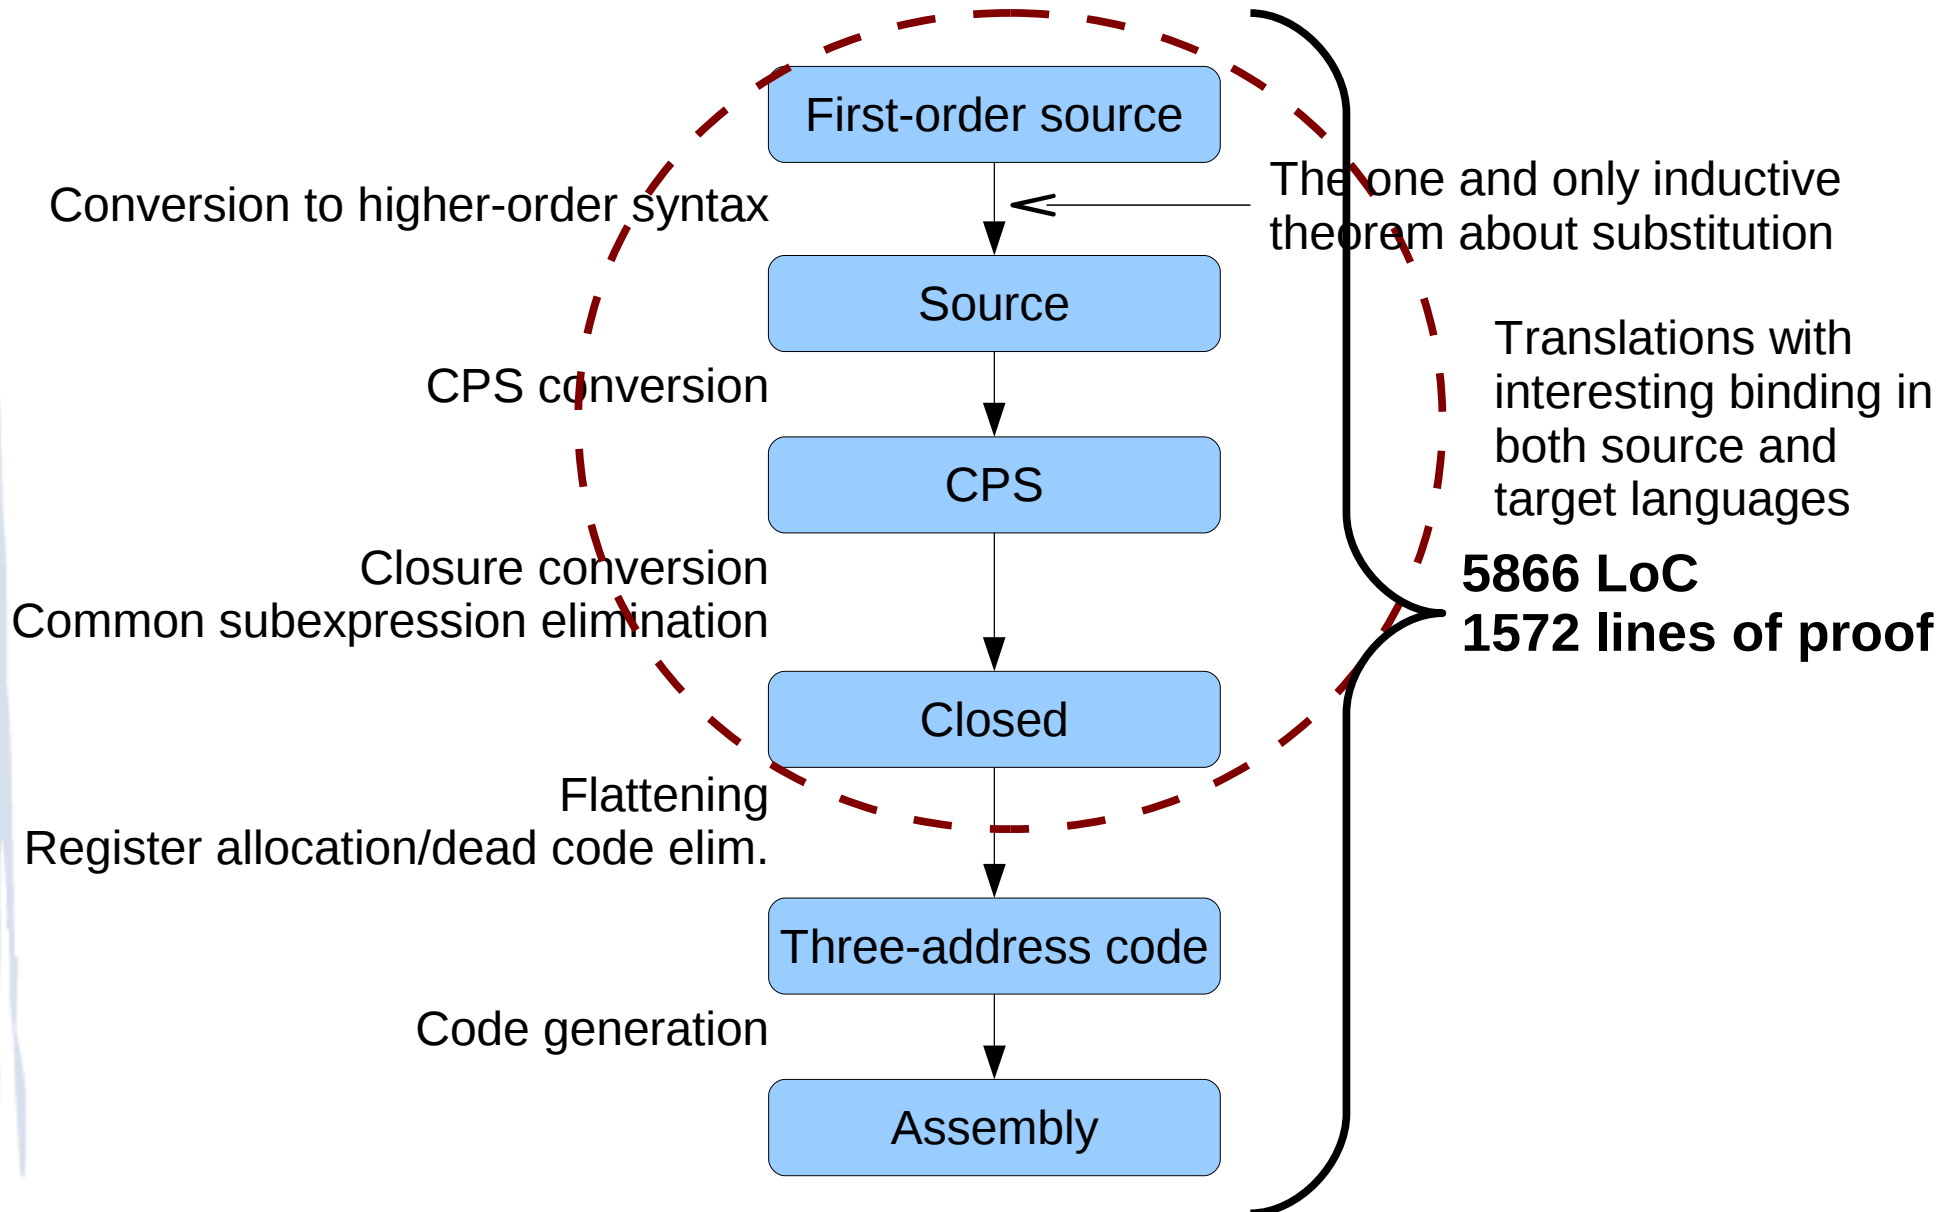 First-order source
Conversion to higher-order syntax
The one and only inductive
theorem about substitution
Source
CPS conversion
Translations with
interesting binding in
both source and
target languages
CPS
Closure conversion
Common subexpression elimination
5866 LoC
1572 lines of proof
Closed
Flattening
Register allocation/dead code elim.
Three-address code
Code generation
Assembly